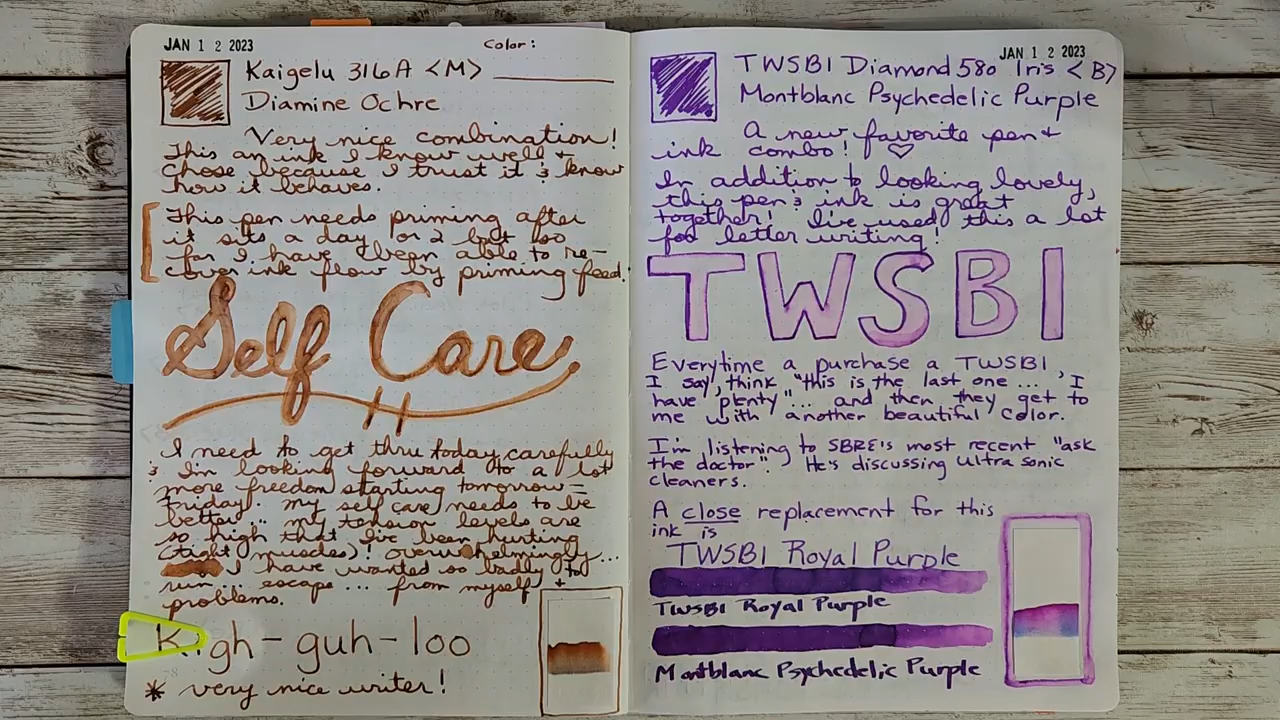 JAN 1 2 2023
Color:
Kaigelu 316A <M>
Diamine Ochre
Very nice combination!
This an ink I know well +
chose because I trust it & know
how it behaves.
This pen needs priming after
it sits a day or 2 but so
far I have been able to re-
cover ink flow by priming feed.
Self Care
I need to get thru today carefully
& I'm looking forward to a lot
more freedom starting tomorrow-
Friday. my self care needs to be
better... my tension levels are
so high that I've been hurting
(tight muscles)! overwhelmingly...
I have wanted so badly to
run... escape... from myself +
problems.
Kigh-guh-loo
* very nice writer!
JAN 1 2 2023
TWSBI Diamond 580 Iris <B>
Montblanc Psychedelic Purple
A new favorite pen +
ink combo! ♡
In addition to looking lovely,
this pen & ink is great
together! I've used this a lot
for letter writing!
TWSBI
Everytime a purchase a TWSBI,
I say, think "this is the last one... I
have plenty"... and then they get to
me with another beautiful color.
I'm listening to SBRE's most recent "ask
the doctor". He's discussing ultra sonic
cleaners.
A close replacement for this
ink is
TWSBI Royal Purple
TWSBI Royal Purple
Montblanc Psychedelic Purple